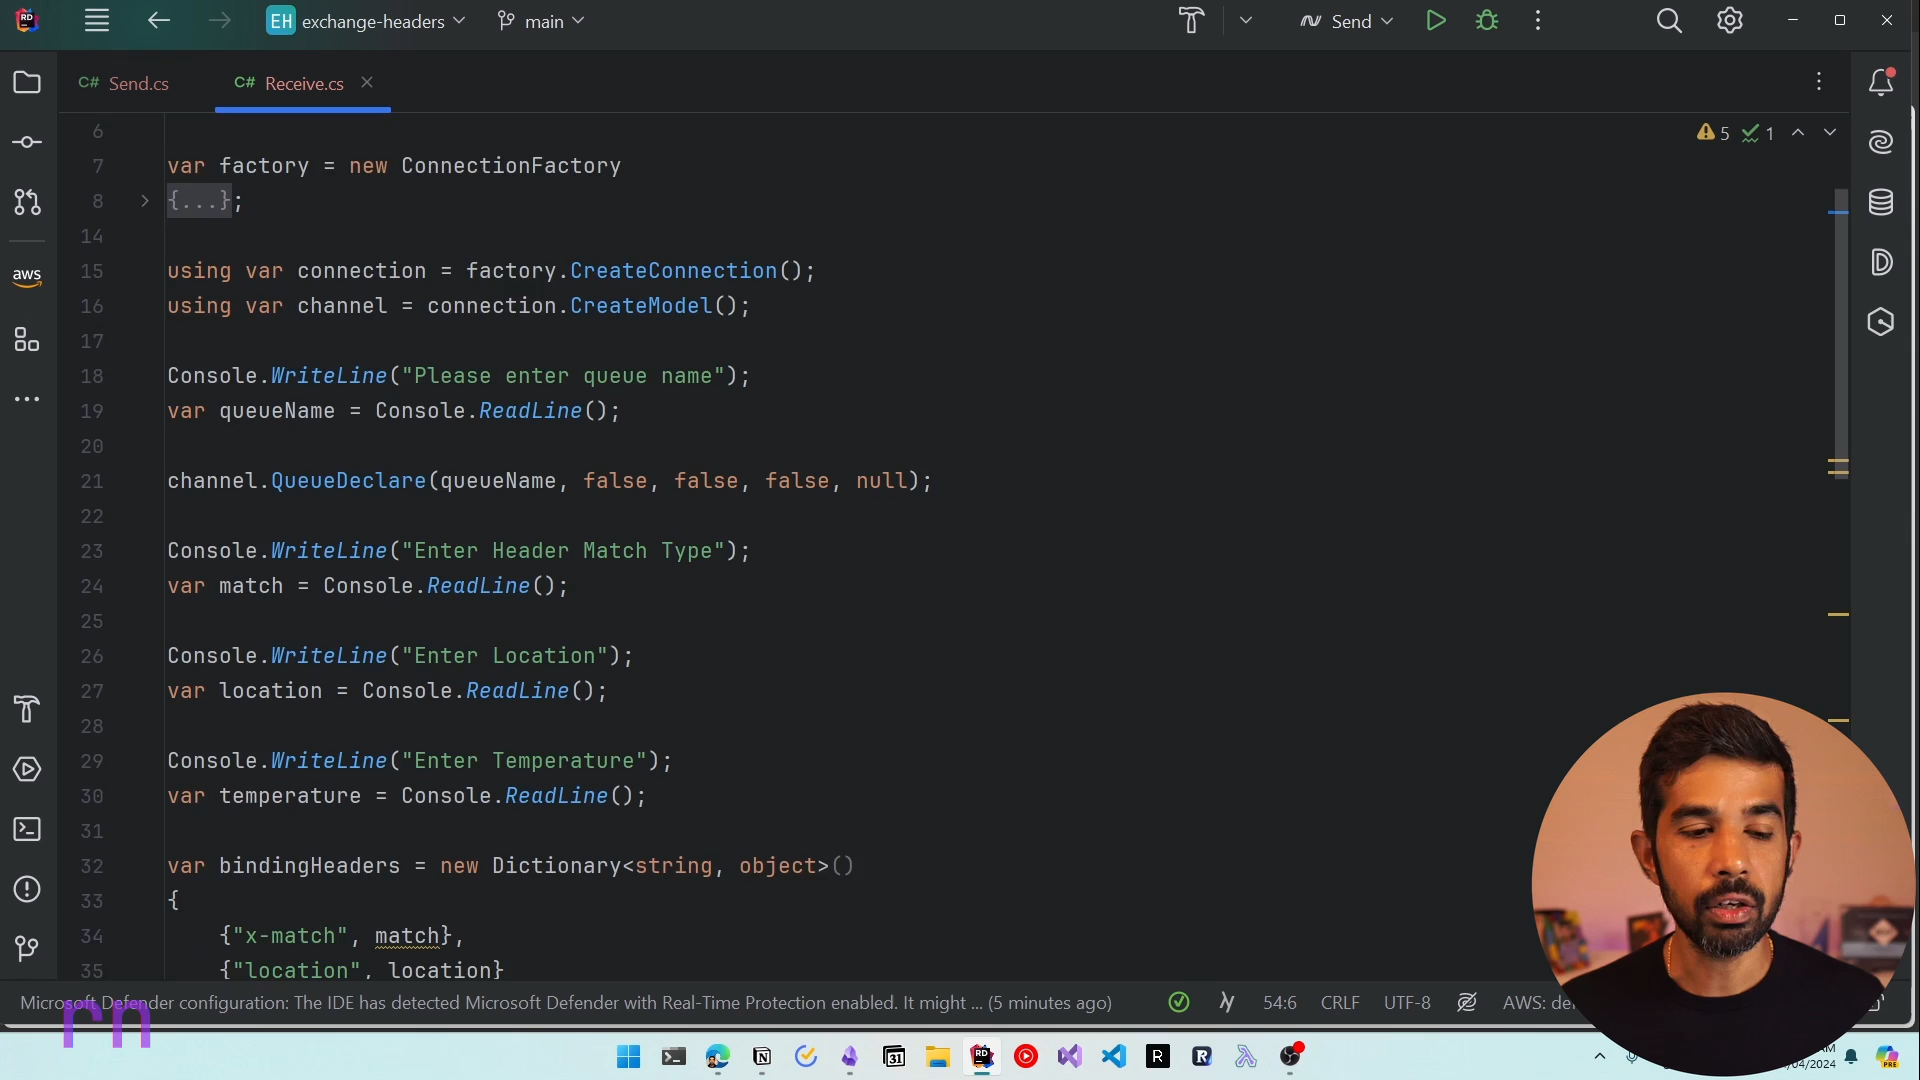 EH exchange-headers main Send
C# Send.cs C# Receive.cs
5 1
6
7 var factory = new ConnectionFactory
8 {...};
14
15 using var connection = factory.CreateConnection();
16 using var channel = connection.CreateModel();
17
18 Console.WriteLine("Please enter queue name");
19 var queueName = Console.ReadLine();
20
21 channel.QueueDeclare(queueName, false, false, false, null);
22
23 Console.WriteLine("Enter Header Match Type");
24 var match = Console.ReadLine();
25
26 Console.WriteLine("Enter Location");
27 var location = Console.ReadLine();
28
29 Console.WriteLine("Enter Temperature");
30 var temperature = Console.ReadLine();
31
32 var bindingHeaders = new Dictionary<string, object>()
33 {
34 {"x-match", match},
35 {"location", location}
aws
Microsoft Defender configuration: The IDE has detected Microsoft Defender with Real-Time Protection enabled. It might ... (5 minutes ago) 54:6 CRLF UTF-8 AWS:
rn